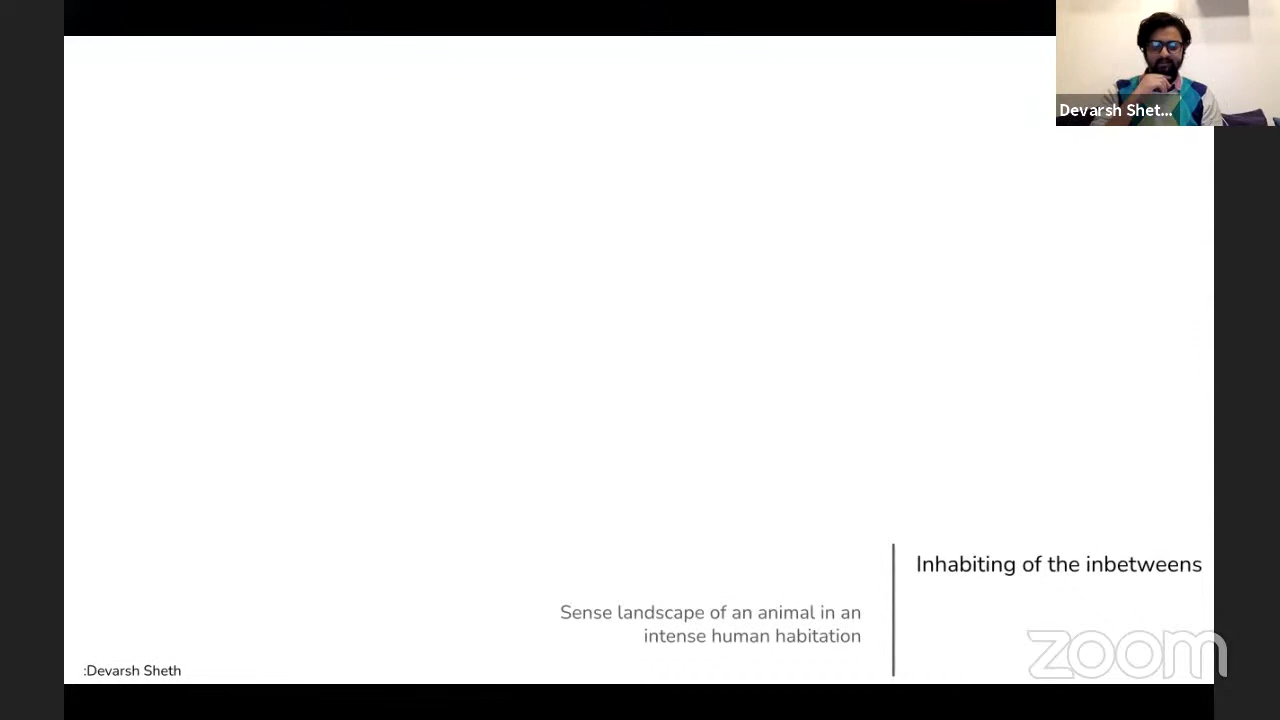 Devarsh Shet...
Inhabiting of the inbetweens
Sense landscape of an animal in an
intense human habitation
:Devarsh Sheth
zoom